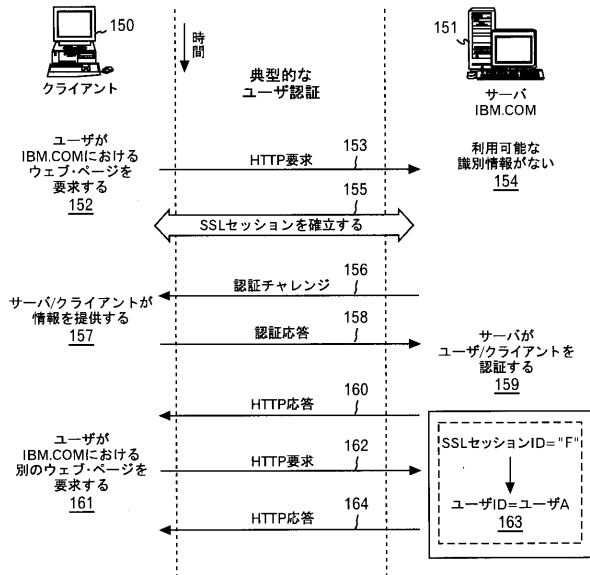 150
クライアント
時間
典型的な
ユーザ認証
151
サーバ
IBM.COM
ユーザが
IBM.COMにおける
ウェブ・ページを
要求する
152
153
HTTP要求
利用可能な
識別情報がない
154
155
SSLセッションを確立する
156
認証チャレンジ
サーバ/クライアントが
情報を提供する
157
158
認証応答
サーバが
ユーザ/クライアントを
認証する
159
160
HTTP応答
ユーザが
IBM.COMにおける
別のウェブ・ページを
要求する
161
162
HTTP要求
SSLセッションID="F"
ユーザID=ユーザA
163
164
HTTP応答